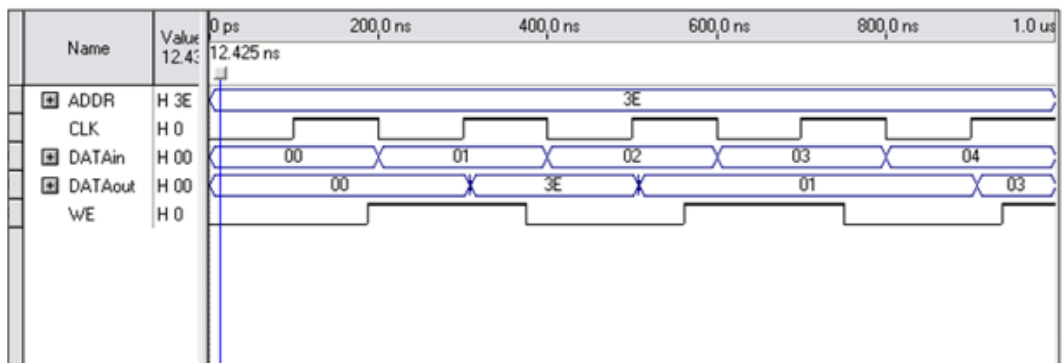 Name
Value
12.43
0 ps
200,0 ns
400,0 ns
600,0 ns
800,0 ns
1.0 us
12.425 ns
ADDR
H 3E
3E
CLK
H 0
DATAin
H 00
00
01
02
03
04
DATAout
H 00
00
3E
01
03
WE
H 0